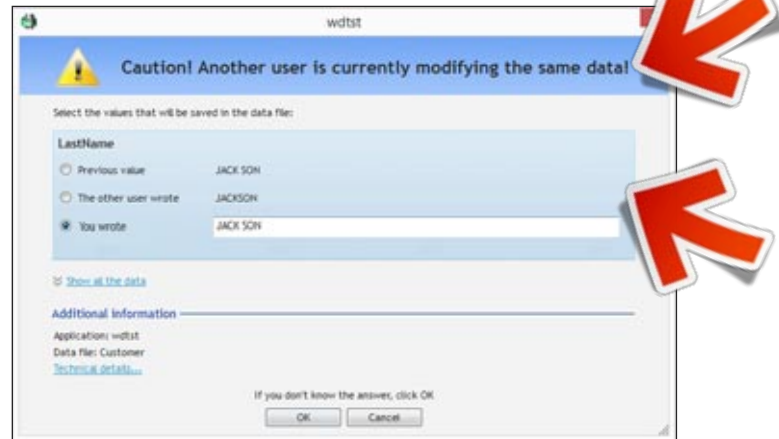 wdtst
Caution! Another user is currently modifying the same data!
Select the values that will be saved in the data file:
LastName
Previous value JACK SON
The other user wrote JACKSON
You wrote JACK SON
Show all the data
Additional information
Application: wdtst
Data file: Customer
Technical details...
If you don't know the answer, click OK
OK Cancel